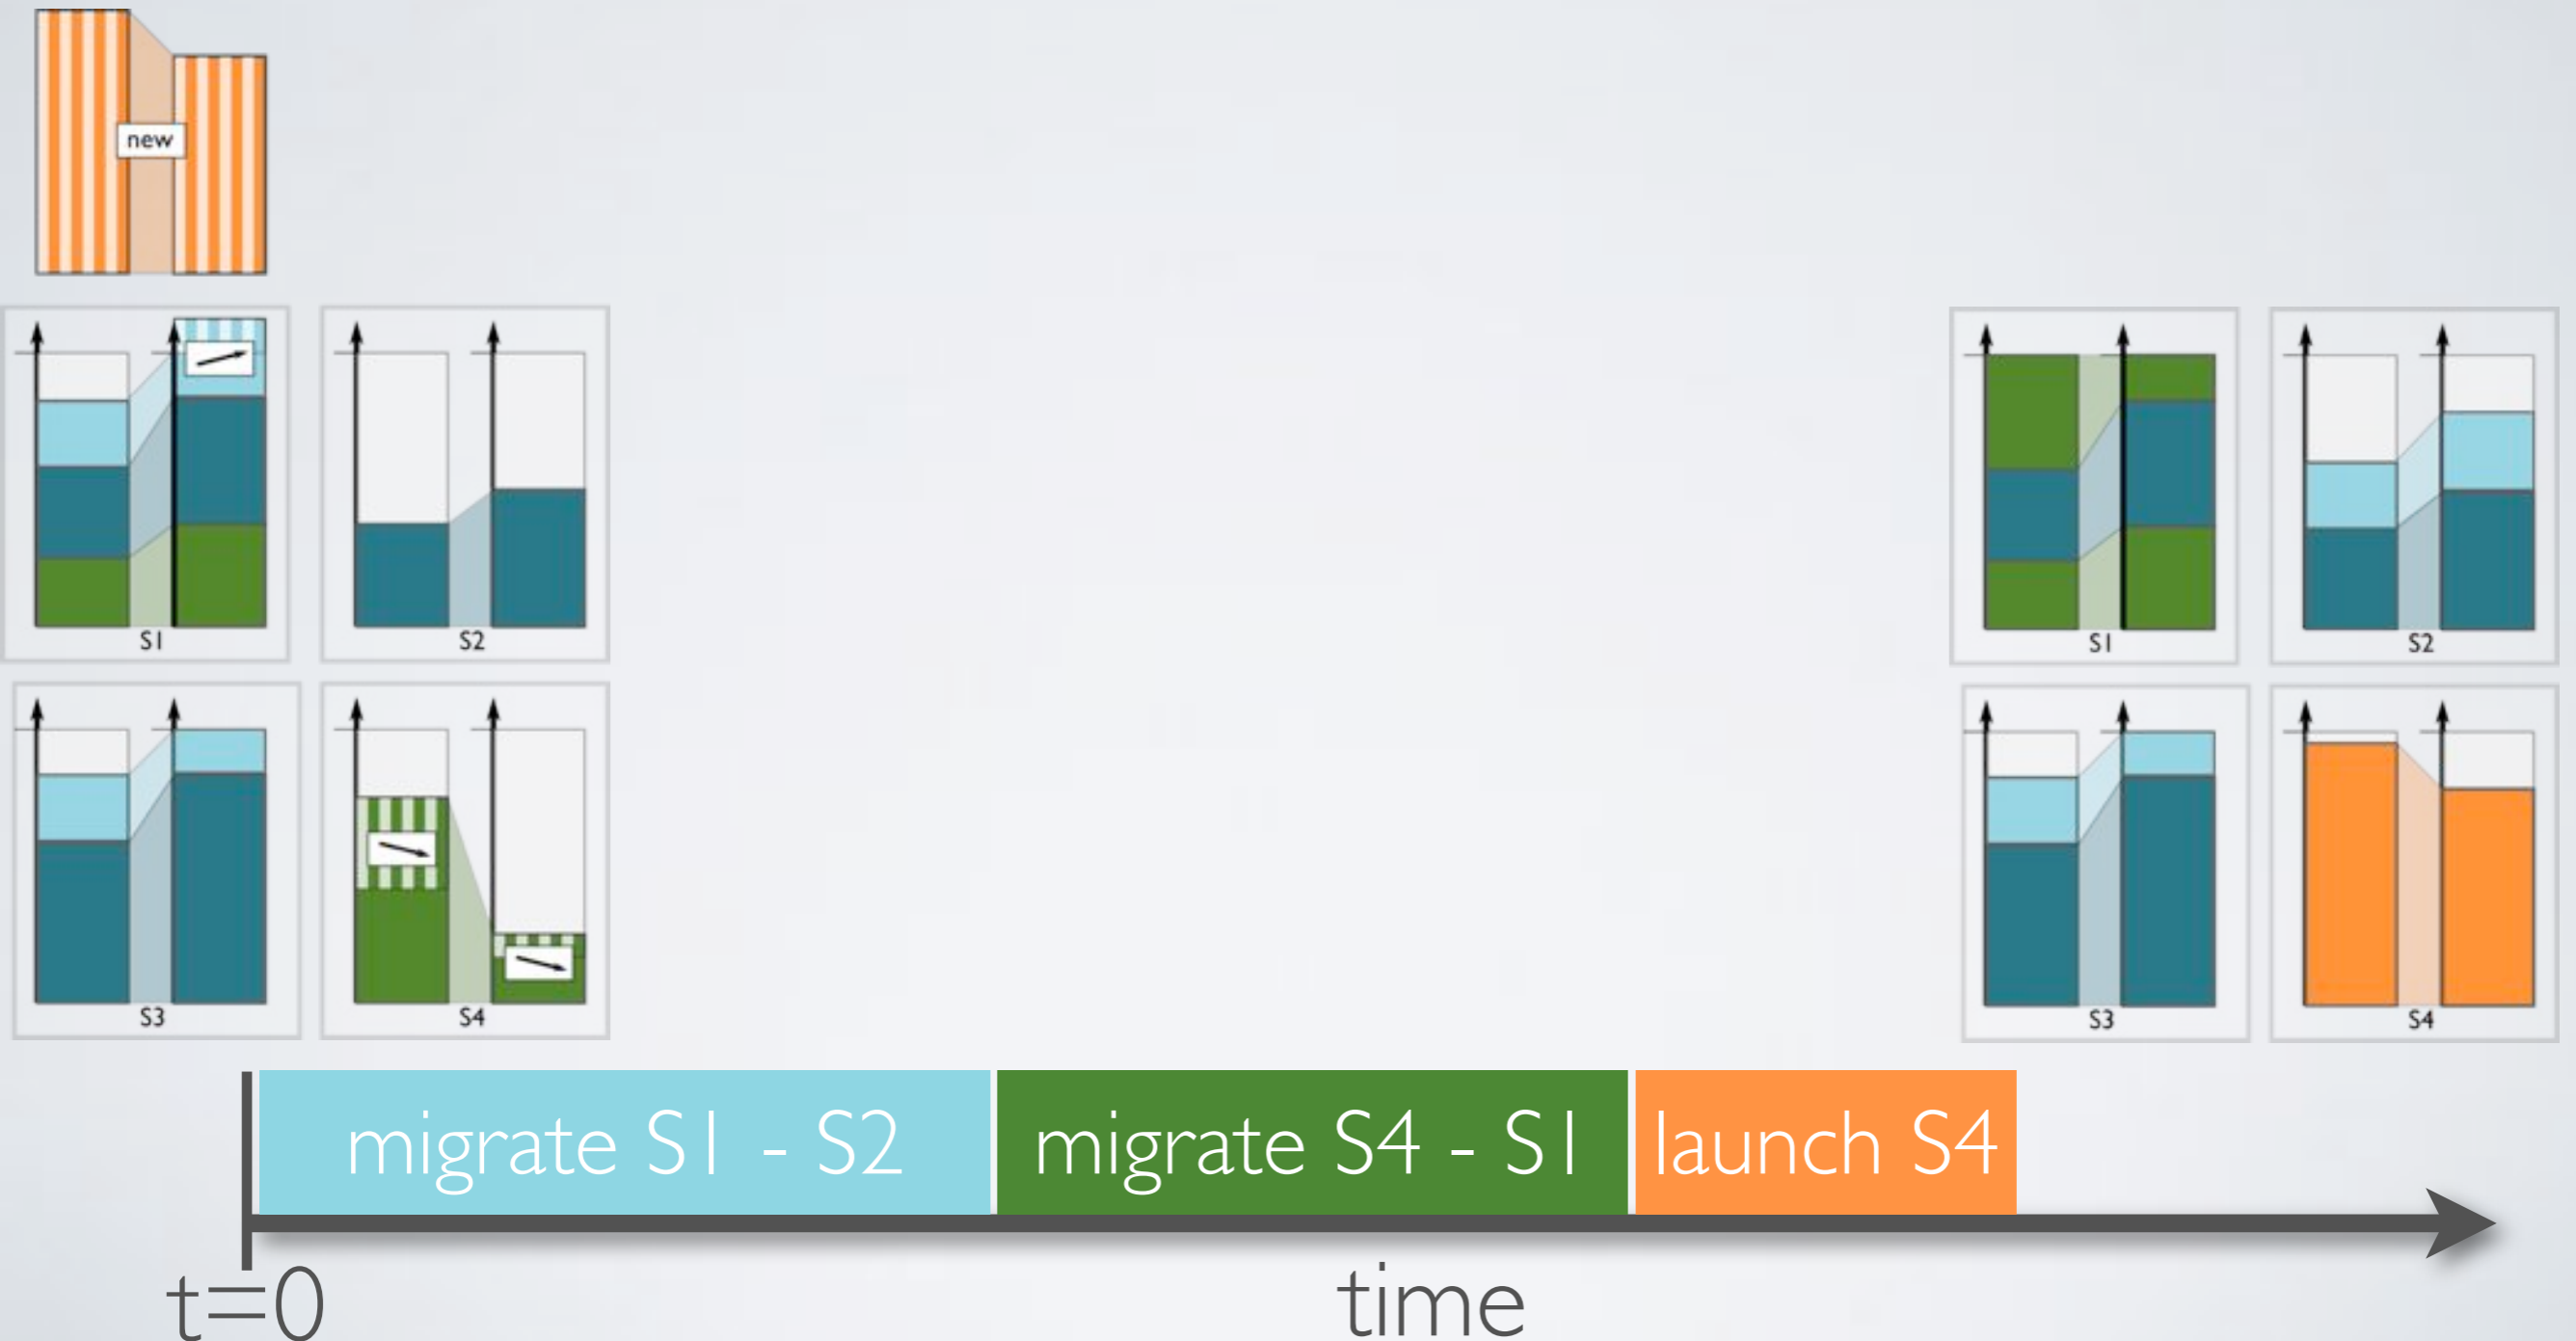 new
S1
S2
S1
S2
S3
S4
S3
S4
migrate S1 - S2
migrate S4 - S1
launch S4
t=0
time